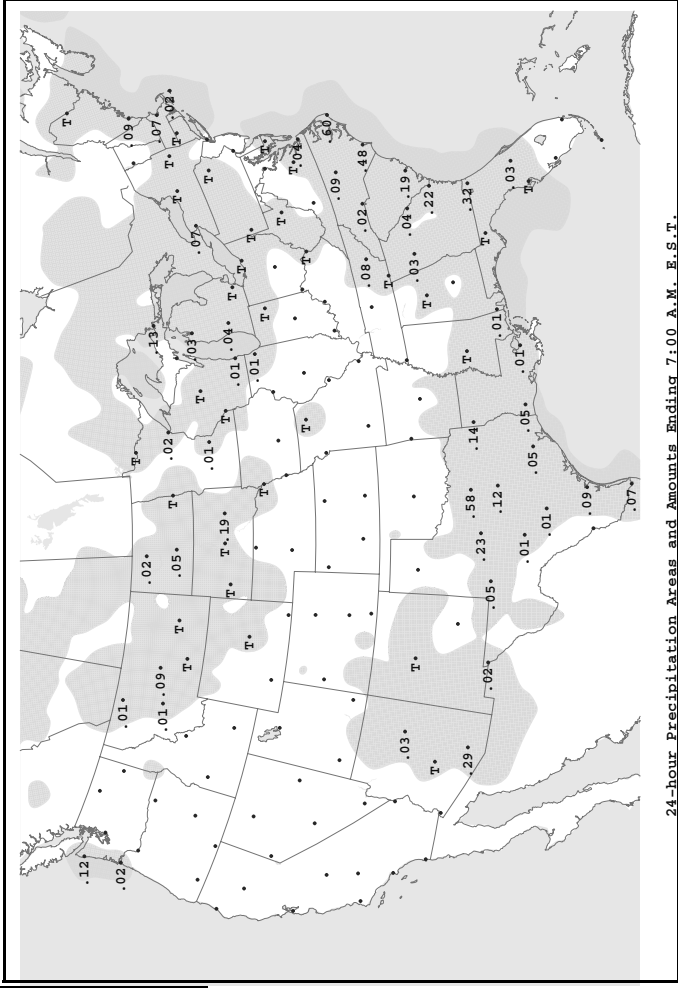 T
.12
.02
.01
T
.09
.02
.13
.07
.09
.01
.02
T
.02
.05
T
T
T
T
T
.03
.07
T
T
.01
T
.19
T
.04
T
T
.01
T
T
T
.01
T
T
T
T
T
.04
T
T
.60
.09
.48
.02
.08
T
.03
.19
.04
.03
T
T
.22
T
.29
T
.32
.14
.58
.23
T
.02
.05
.12
.01
.03
.01
.01
.05
T
.05
.01
.09
.07
24-hour Precipitation Areas and Amounts Ending 7:00 A.M. E.S.T.